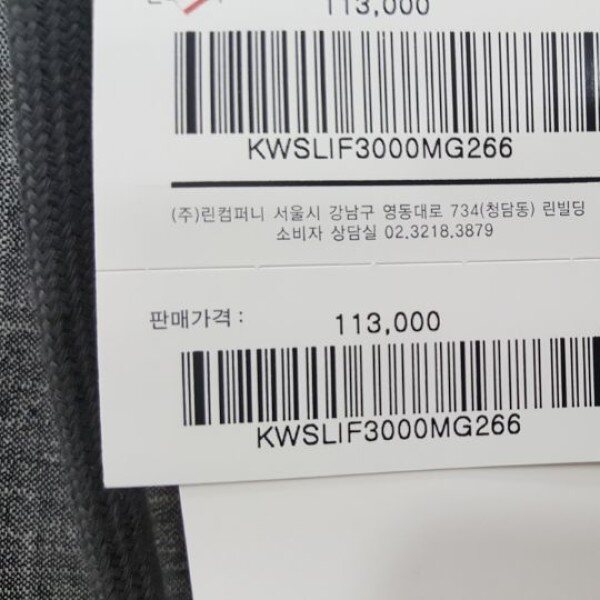 113,000
KWSLIF3000MG266
(주)린컴퍼니 서울시 강남구 영동대로 734(청담동) 린빌딩
소비자 상담실 02.3218.3879
판매가격 : 113,000
KWSLIF3000MG266